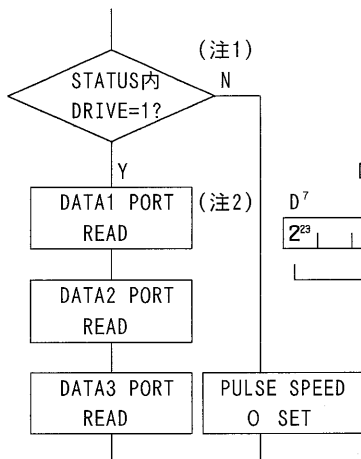 (注1)
STATUS内
DRIVE=1?
N
Y
DATA1 PORT
READ
(注2)
D⁷
2²³
DATA2 PORT
READ
DATA3 PORT
READ
PULSE SPEED
O SET